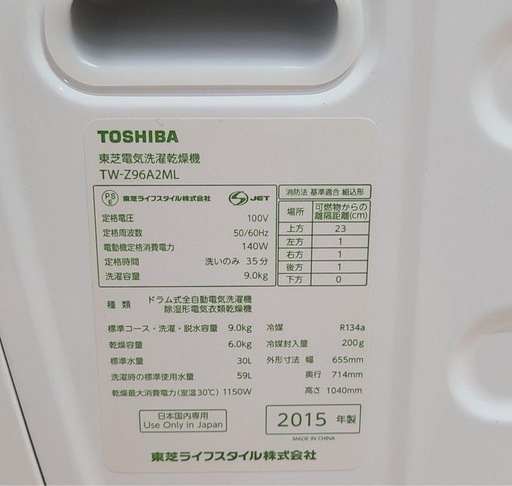 TOSHIBA
東芝電気洗濯乾燥機
TW-Z96A2ML
PSE 東芝ライフスタイル株式会社 S JET
定格電圧 100V
定格周波数 50/60Hz
電動機定格消費電力 140W
定格時間 洗いのみ 35分
洗濯容量 9.0kg
消防法 基準適合 組込形
場所 可燃物からの離隔距離(cm)
上方 23
左方 1
右方 1
後方 1
下方 0
種類 ドラム式全自動電気洗濯機
除湿形電気衣類乾燥機
標準コース・洗濯・脱水容量 9.0kg
乾燥容量 6.0kg
標準水量 30L
洗濯時の標準使用水量 59L
乾燥最大消費電力(室温30℃) 1150W
冷媒 R134a
冷媒封入量 200g
外形寸法 幅 655mm
奥行 714mm
高さ 1040mm
日本国内専用
Use Only in Japan
2015 年製
MADE IN CHINA
東芝ライフスタイル株式会社